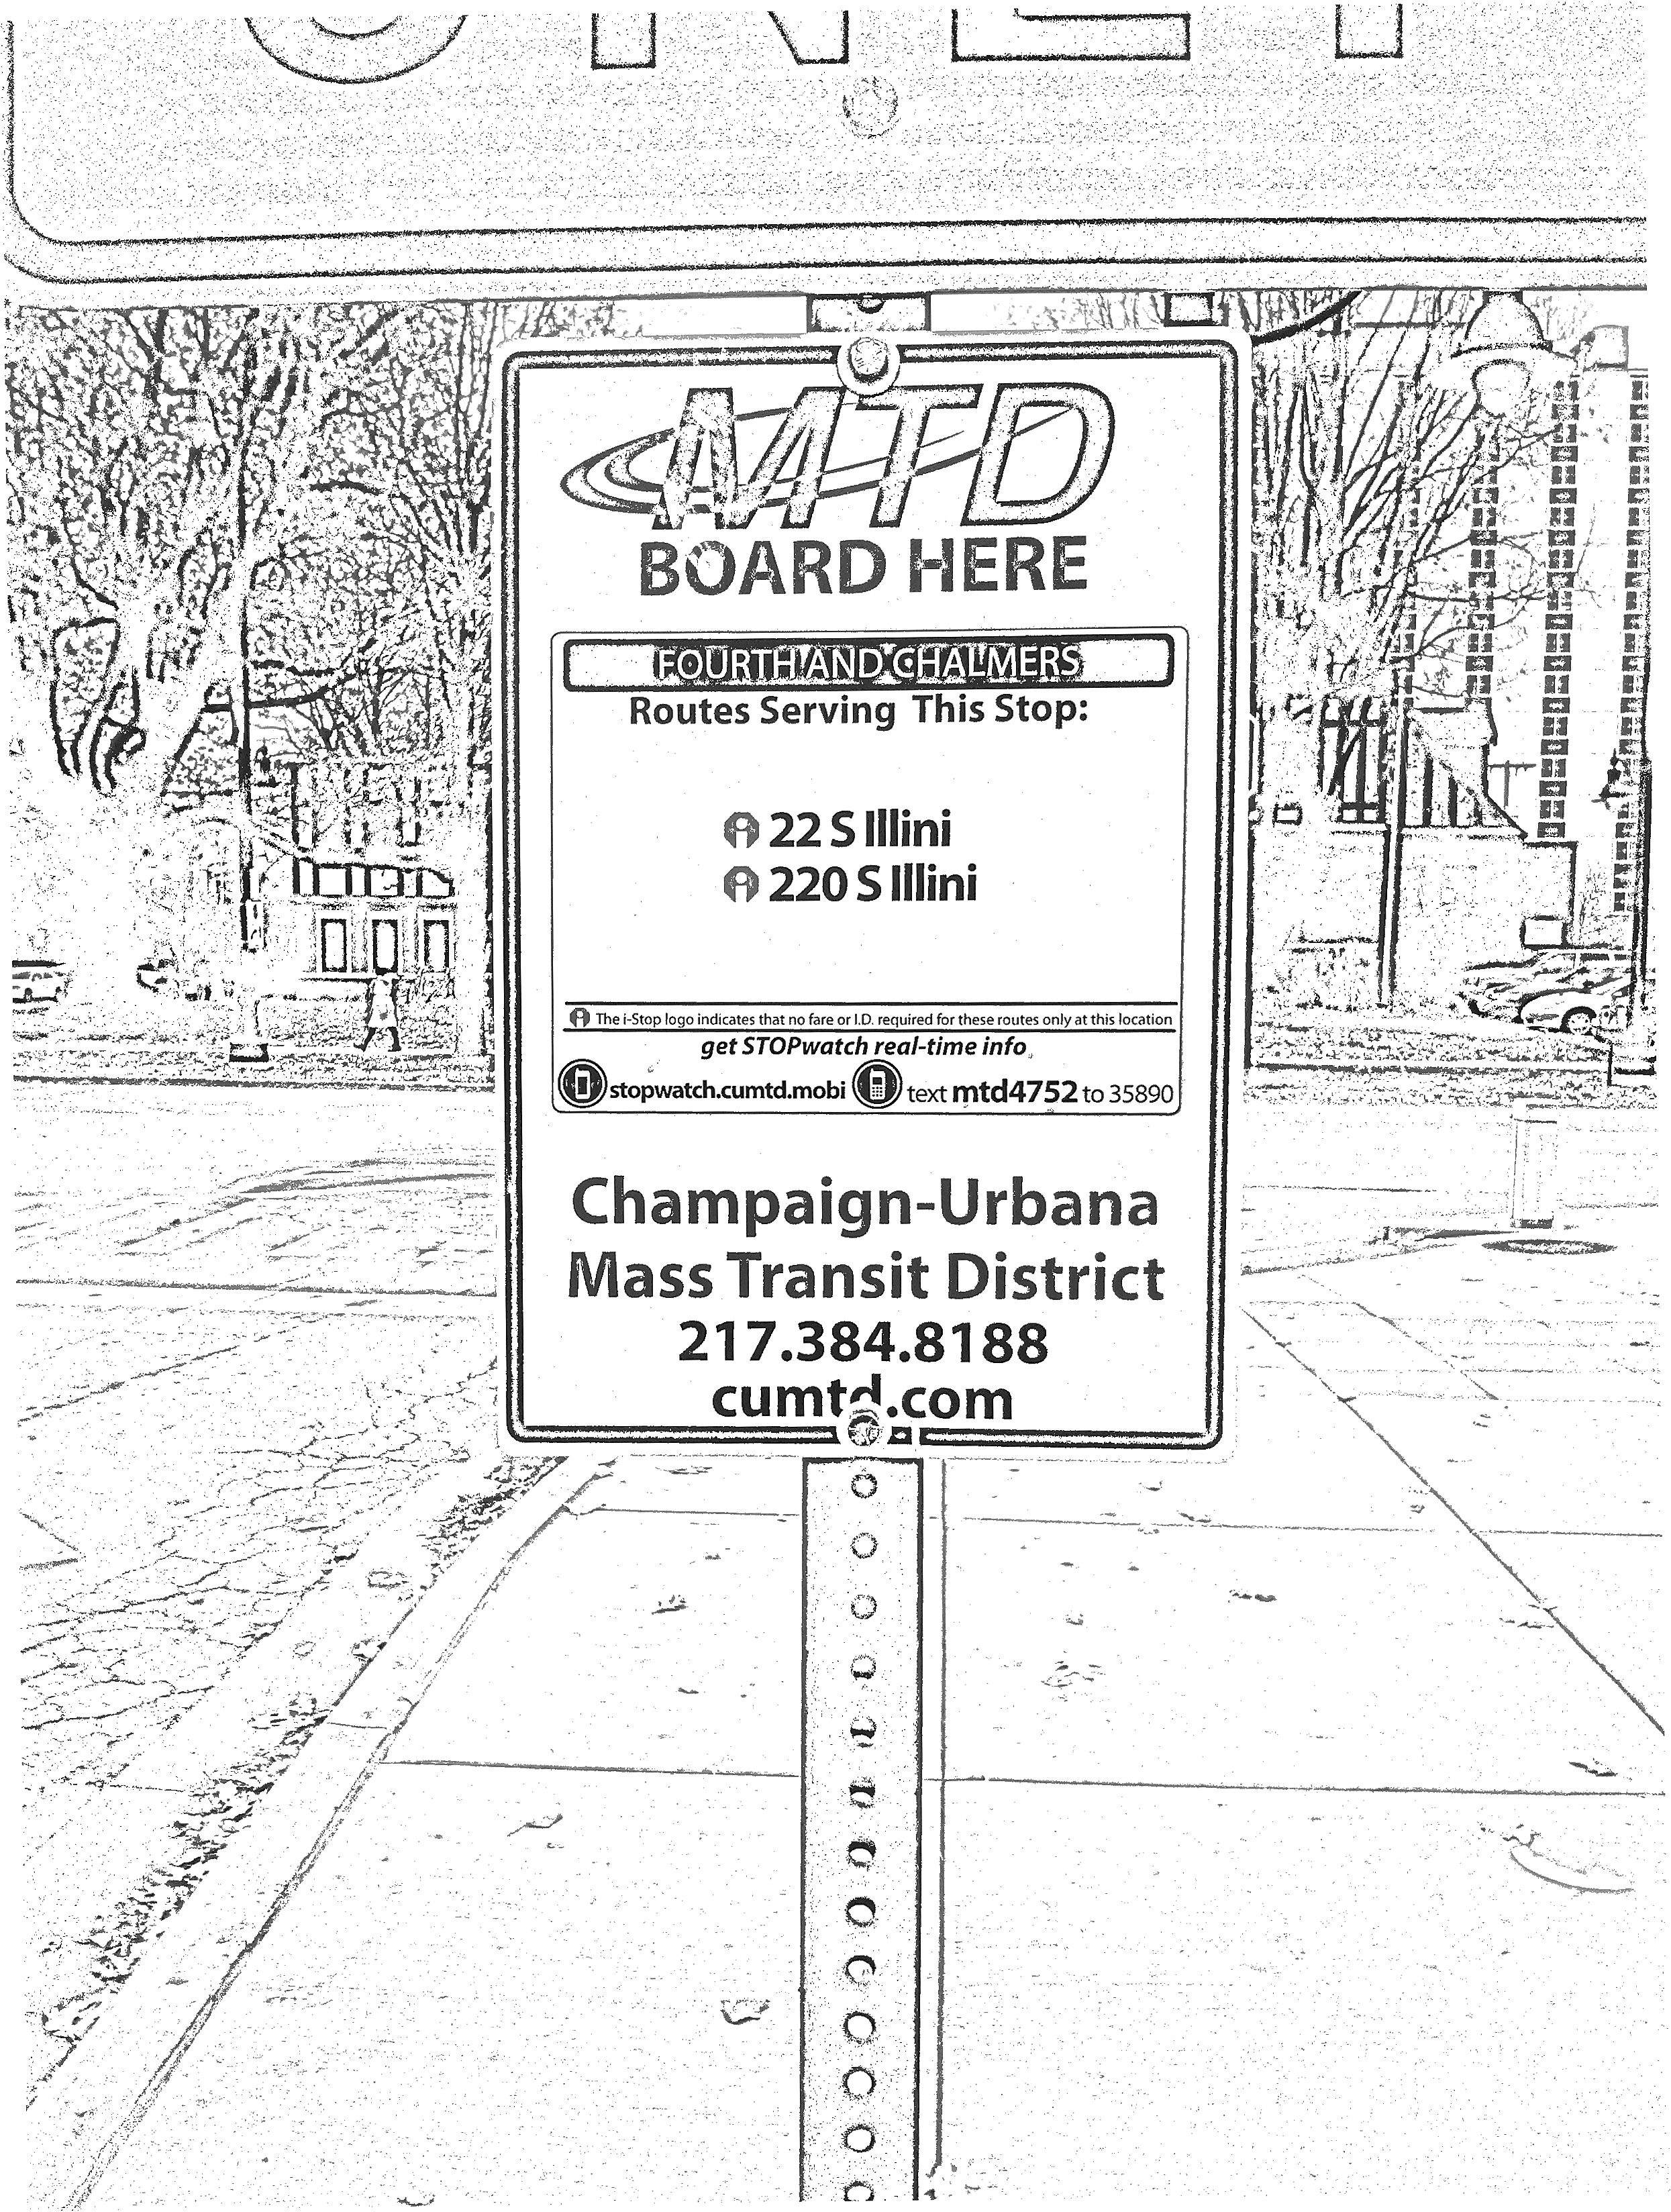 MTD
BOARD HERE
FOURTH AND CHALMERS
Routes Serving This Stop:
22 S Illini
220 S Illini
The i-Stop logo indicates that no fare or I.D. required for these routes only at this location
get STOPwatch real-time info
stopwatch.cumtd.mobi text mtd4752 to 35890
Champaign-Urbana
Mass Transit District
217.384.8188
cumtd.com